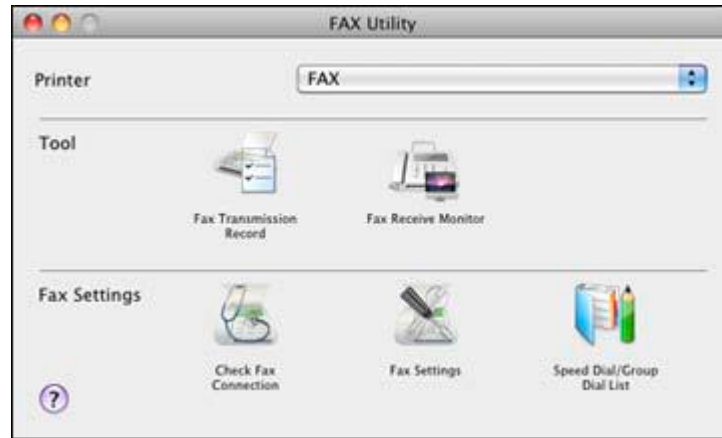 FAX Utility
Printer
FAX
Tool
Fax Transmission
Record
Fax Receive Monitor
Fax Settings
Check Fax
Connection
Fax Settings
Speed Dial/Group
Dial List
?